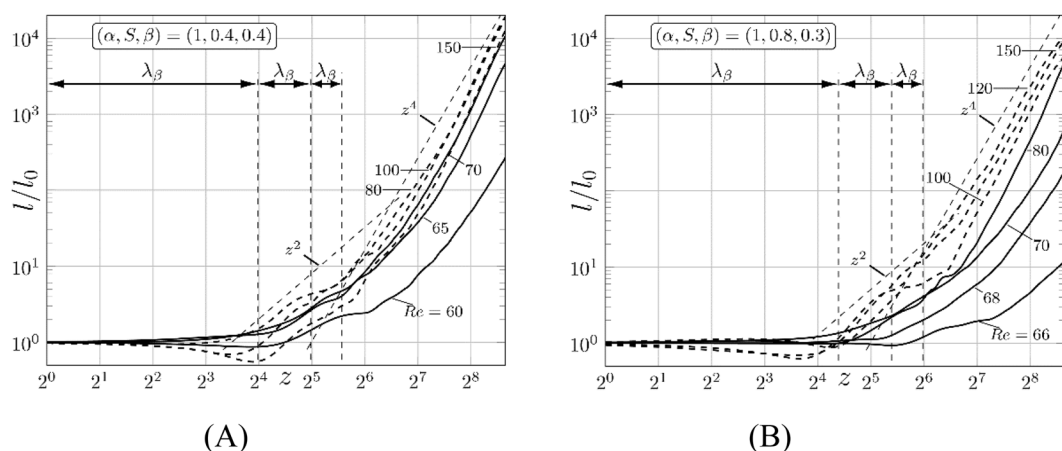 (α, S, β) = (1, 0.4, 0.4)
λ_β λ_β λ_β
150
z^4
100
80
70
65
z^2
Re = 60
l/l_0
10^4
10^3
10^2
10^1
10^0
2^0 2^1 2^2 2^3 2^4 z 2^5 2^6 2^7 2^8
(A)
(α, S, β) = (1, 0.8, 0.3)
λ_β λ_β λ_β
150
120
z^4
80
100
70
z^2
68
Re = 66
l/l_0
10^4
10^3
10^2
10^1
10^0
2^0 2^1 2^2 2^3 2^4 z 2^5 2^6 2^7 2^8
(B)